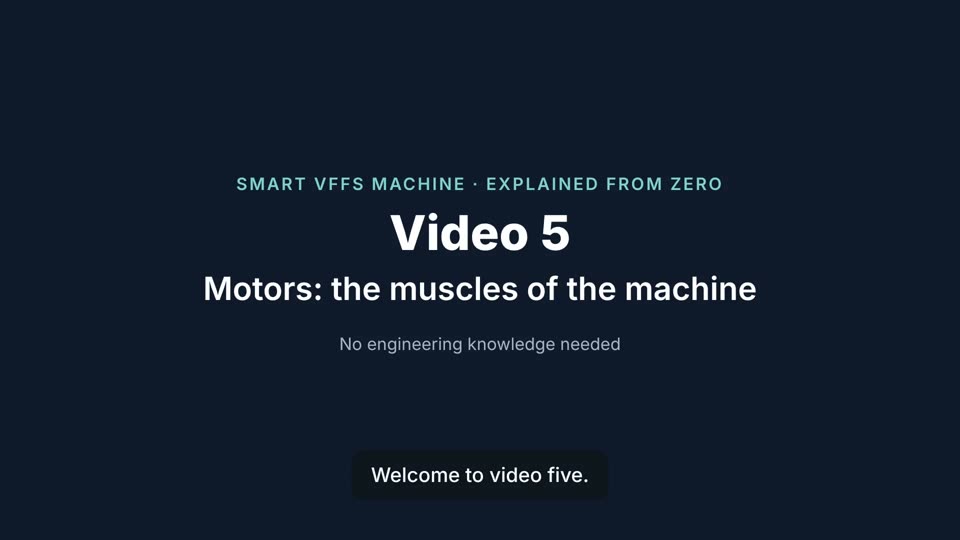 SMART VFFS MACHINE · EXPLAINED FROM ZERO
Video 5
Motors: the muscles of the machine
No engineering knowledge needed
Welcome to video five.